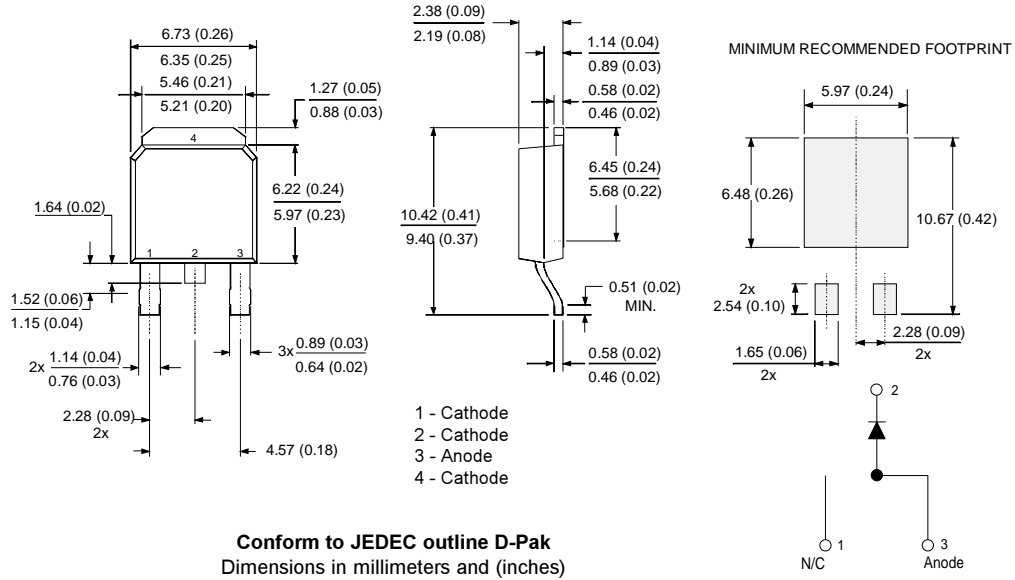 6.73 (0.26)
6.35 (0.25)
5.46 (0.21)
5.21 (0.20)
1.27 (0.05)
0.88 (0.03)
4
6.22 (0.24)
5.97 (0.23)
1.64 (0.02)
1
2
3
1.52 (0.06)
1.15 (0.04)
2x
1.14 (0.04)
0.76 (0.03)
3x
0.89 (0.03)
0.64 (0.02)
2.28 (0.09)
2x
4.57 (0.18)
2.38 (0.09)
2.19 (0.08)
1.14 (0.04)
0.89 (0.03)
0.58 (0.02)
0.46 (0.02)
6.45 (0.24)
5.68 (0.22)
10.42 (0.41)
9.40 (0.37)
0.51 (0.02)
MIN.
0.58 (0.02)
0.46 (0.02)
1 - Cathode
2 - Cathode
3 - Anode
4 - Cathode
MINIMUM RECOMMENDED FOOTPRINT
5.97 (0.24)
6.48 (0.26)
10.67 (0.42)
2x
2.54 (0.10)
2.28 (0.09)
2x
1.65 (0.06)
2x
2
1
N/C
3
Anode
Conform to JEDEC outline D-Pak
Dimensions in millimeters and (inches)